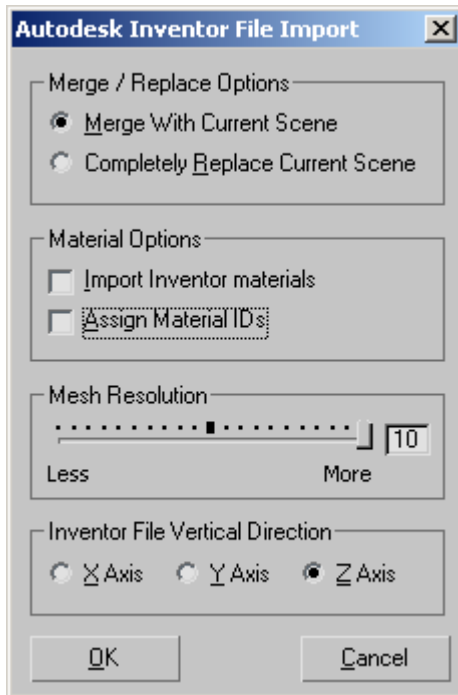 Autodesk Inventor File Import
Merge / Replace Options
Merge With Current Scene
Completely Replace Current Scene
Material Options
Import Inventor materials
Assign Material IDs
Mesh Resolution
10
Less More
Inventor File Vertical Direction
X Axis Y Axis Z Axis
OK Cancel